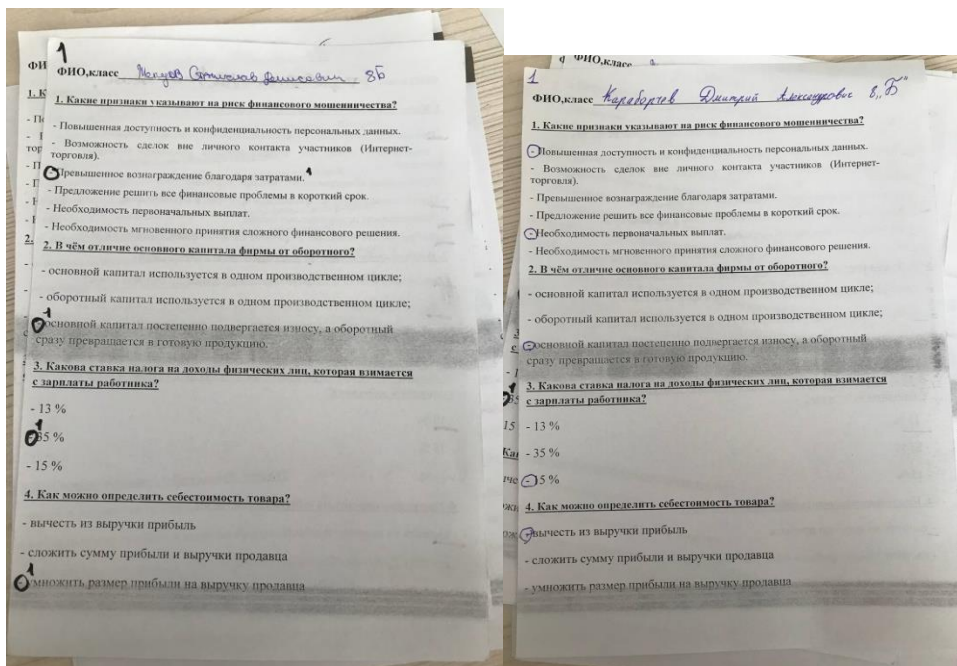 1
ФИО,класс 8Б
1. Какие признаки указывают на риск финансового мошенничества?
- Повышенная доступность и конфиденциальность персональных данных.
- Возможность сделок вне личного контакта участников (Интернет-
торговля).
- Превышенное вознаграждение благодаря затратами. 1
- Предложение решить все финансовые проблемы в короткий срок.
- Необходимость первоначальных выплат.
- Необходимость мгновенного принятия сложного финансового решения.
2. В чём отличие основного капитала фирмы от оборотного?
- основной капитал используется в одном производственном цикле;
- оборотный капитал используется в одном производственном цикле;
1
- основной капитал постепенно подвергается износу, а оборотный
сразу превращается в готовую продукцию.
3. Какова ставка налога на доходы физических лиц, которая взимается
с зарплаты работника?
- 13 %
1
- 35 %
- 15 %
4. Как можно определить себестоимость товара?
- вычесть из выручки прибыль
- сложить сумму прибыли и выручки продавца
1
- умножить размер прибыли на выручку продавца
ФИО,класс
1
ФИО,класс Дмитрий Александрович 8 „Б"
1. Какие признаки указывают на риск финансового мошенничества?
- Повышенная доступность и конфиденциальность персональных данных.
- Возможность сделок вне личного контакта участников (Интернет-
торговля).
- Превышенное вознаграждение благодаря затратами.
- Предложение решить все финансовые проблемы в короткий срок.
- Необходимость первоначальных выплат.
- Необходимость мгновенного принятия сложного финансового решения.
2. В чём отличие основного капитала фирмы от оборотного?
- основной капитал используется в одном производственном цикле;
- оборотный капитал используется в одном производственном цикле;
- основной капитал постепенно подвергается износу, а оборотный
сразу превращается в готовую продукцию.
3. Какова ставка налога на доходы физических лиц, которая взимается
с зарплаты работника?
- 13 %
- 35 %
- 15 %
4. Как можно определить себестоимость товара?
- вычесть из выручки прибыль
- сложить сумму прибыли и выручки продавца
- умножить размер прибыли на выручку продавца